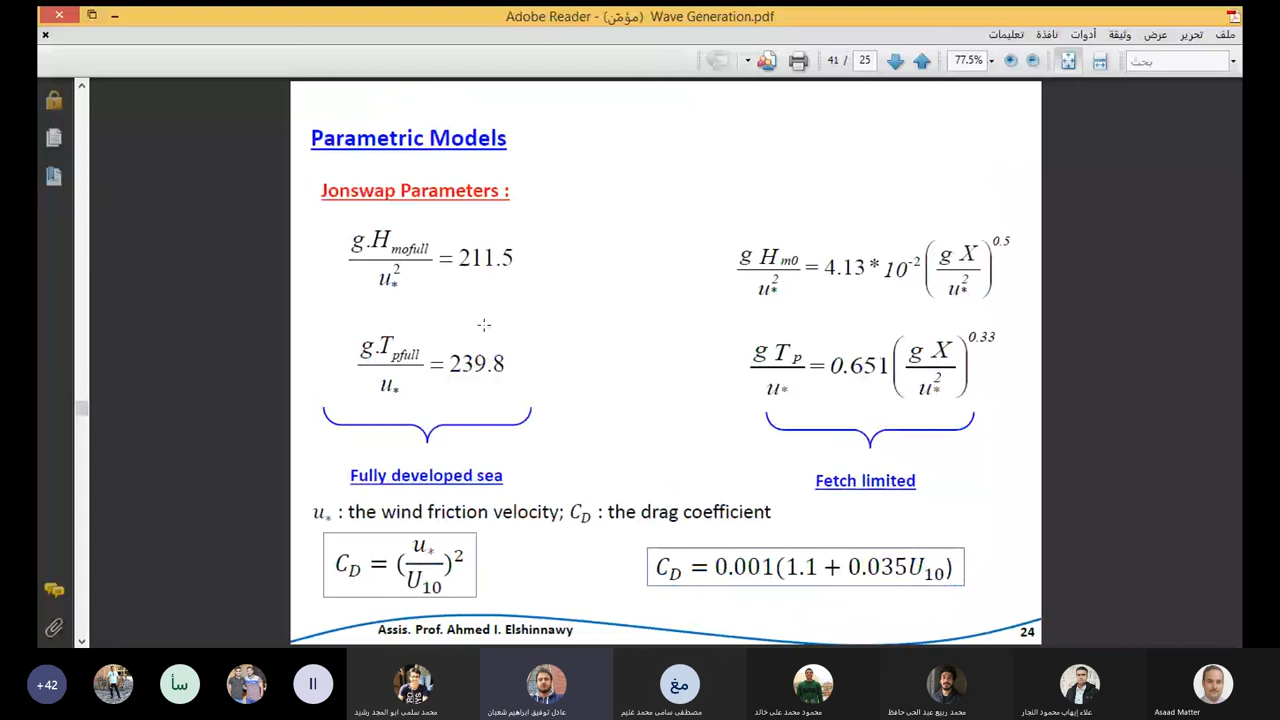 Adobe Reader - (مؤمّن) Wave Generation.pdf
ملف تحرير عرض وثيقة أدوات نافذة تعليمات
41 / 25 77.5% بحث
Parametric Models
Jonswap Parameters :
g.H_mofull / u_*^2 = 211.5
g H_m0 / u_*^2 = 4.13 * 10^-2 (g X / u_*^2)^0.5
g.T_pfull / u_* = 239.8
g T_p / u_* = 0.651 (g X / u_*^2)^0.33
Fully developed sea
Fetch limited
u_* : the wind friction velocity; C_D : the drag coefficient
C_D = (u_* / U_10)^2
C_D = 0.001(1.1 + 0.035U_10)
Assis. Prof. Ahmed I. Elshinnawy
24
+42
سأ
اا
مغ
محمد سلمى ابو المجد رشيد
عادل توفيق ابراهيم شعبان
مصطفى سامى محمد غنيم
محمود محمد على خالد
محمد ربيع عبد الحي حافظ
علاء إيهاب محمود النجار
Asaad Matter